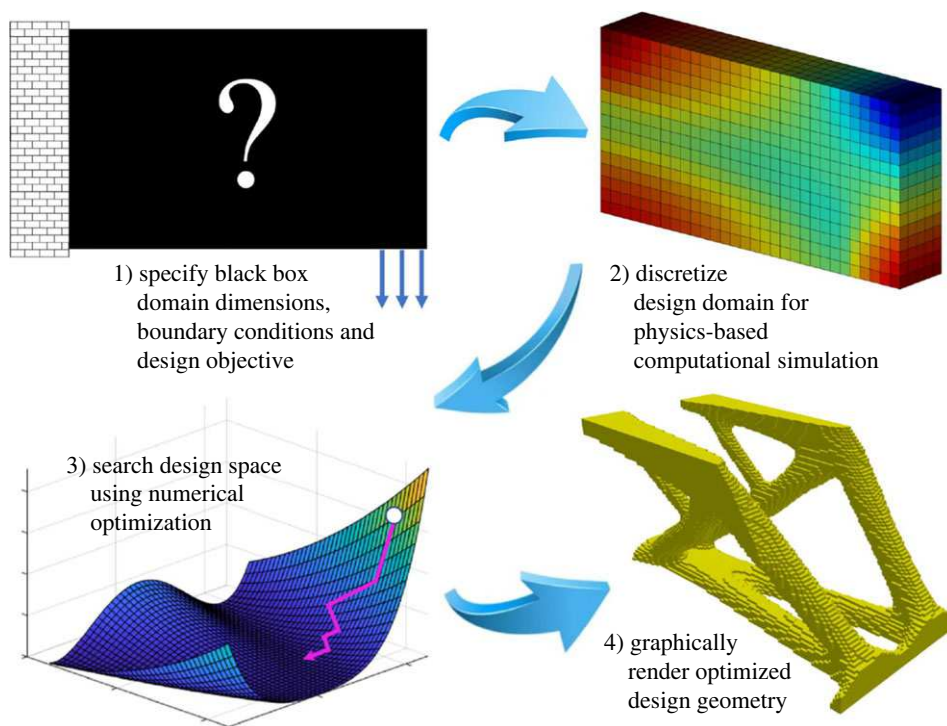 ?
1) specify black box
domain dimensions,
boundary conditions and
design objective
2) discretize
design domain for
physics-based
computational simulation
3) search design space
using numerical
optimization
4) graphically
render optimized
design geometry